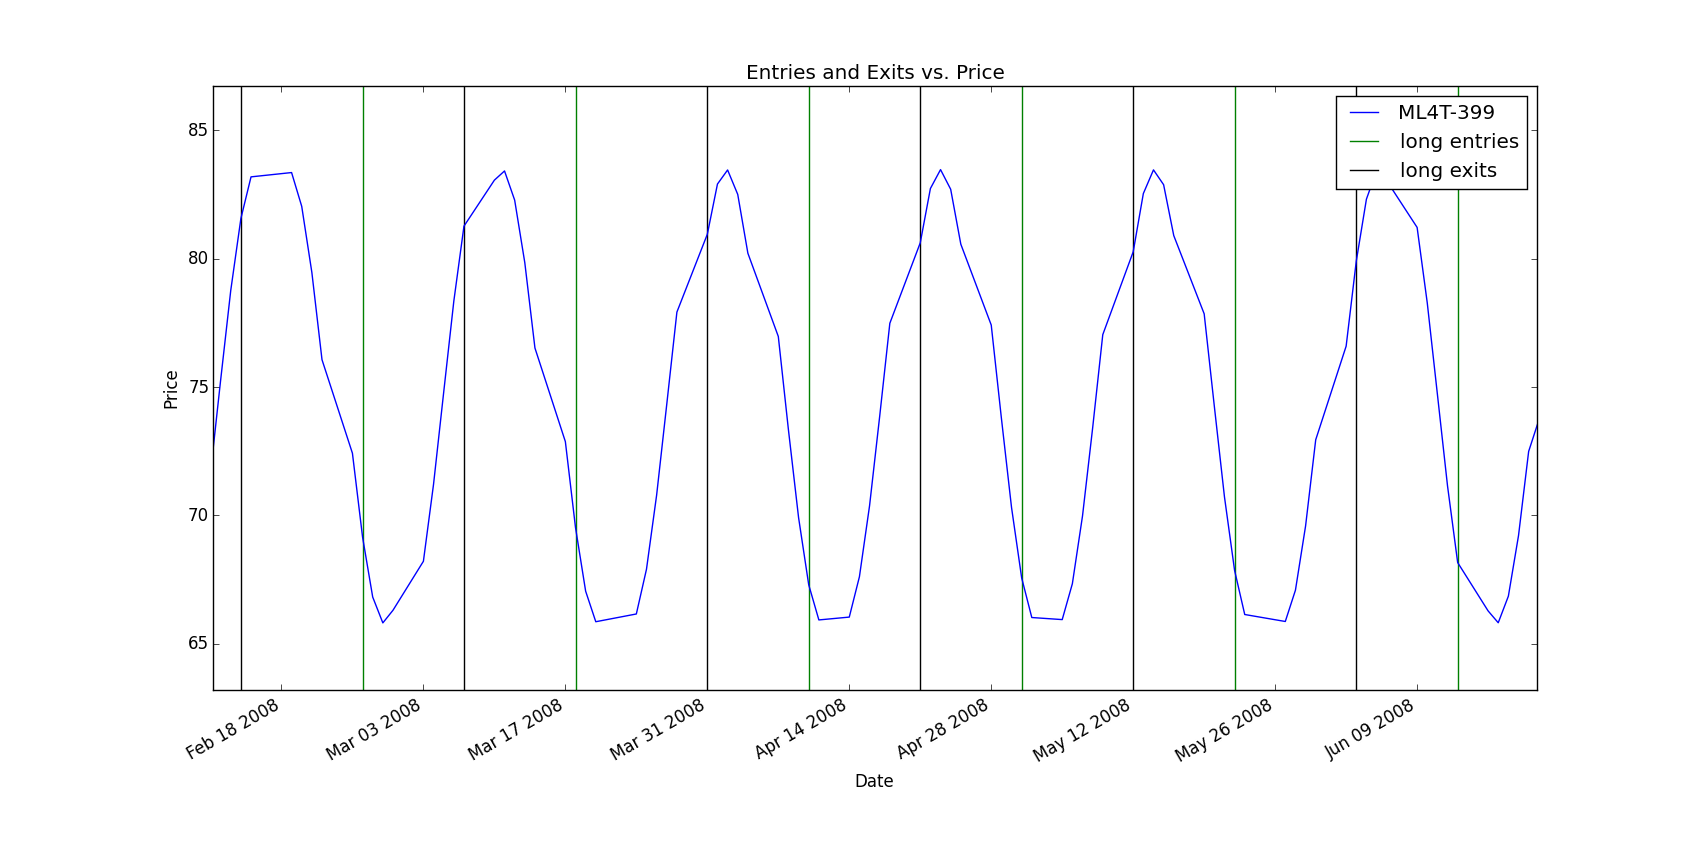 Entries and Exits vs. Price
ML4T-399
long entries
long exits
85
80
75
70
65
Price
Feb 18 2008
Mar 03 2008
Mar 17 2008
Mar 31 2008
Apr 14 2008
Apr 28 2008
May 12 2008
May 26 2008
Jun 09 2008
Date